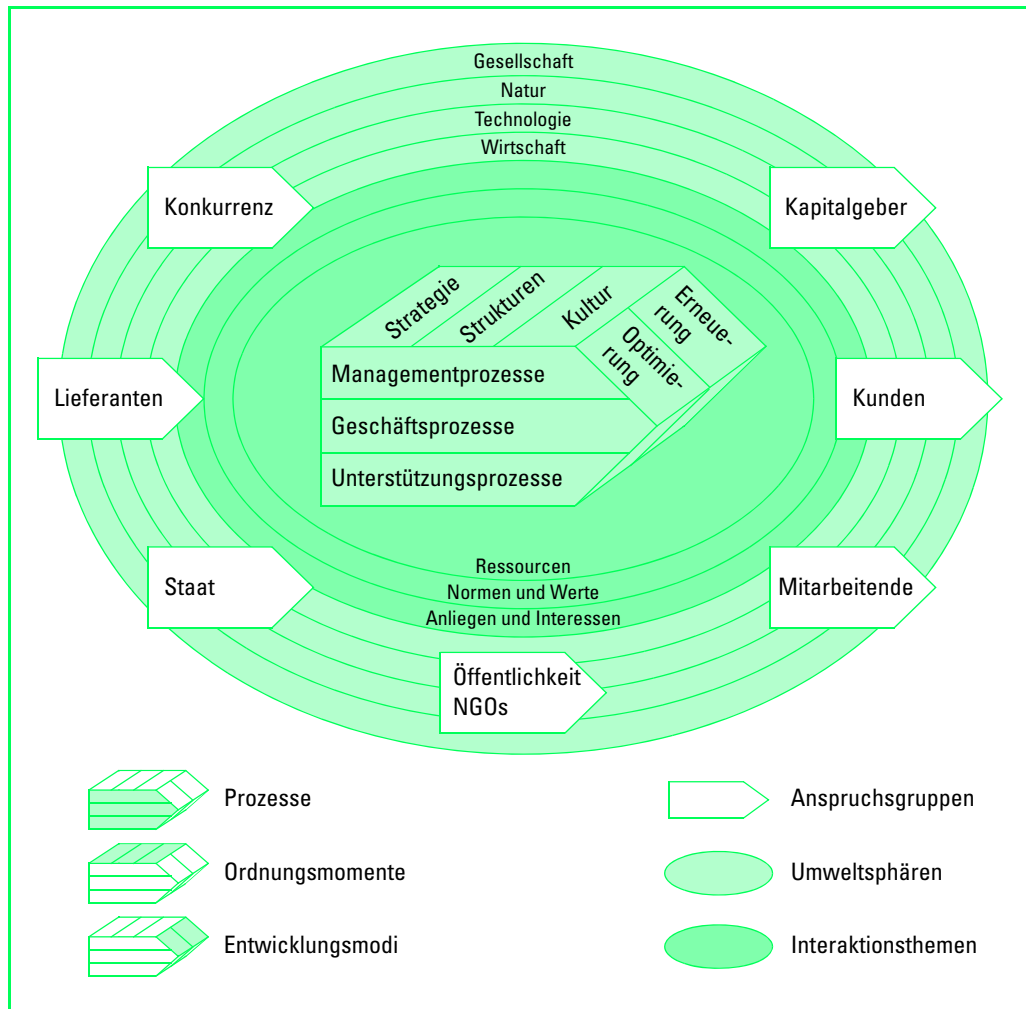 Gesellschaft
Natur
Technologie
Wirtschaft
Konkurrenz
Kapitalgeber
Strategie
Strukturen
Kultur
Erneue-
rung
Optimie-
rung
Managementprozesse
Geschäftsprozesse
Unterstützungsprozesse
Lieferanten
Kunden
Ressourcen
Normen und Werte
Anliegen und Interessen
Staat
Mitarbeitende
Öffentlichkeit
NGOs
Prozesse
Anspruchsgruppen
Ordnungsmomente
Umweltsphären
Entwicklungsmodi
Interaktionsthemen